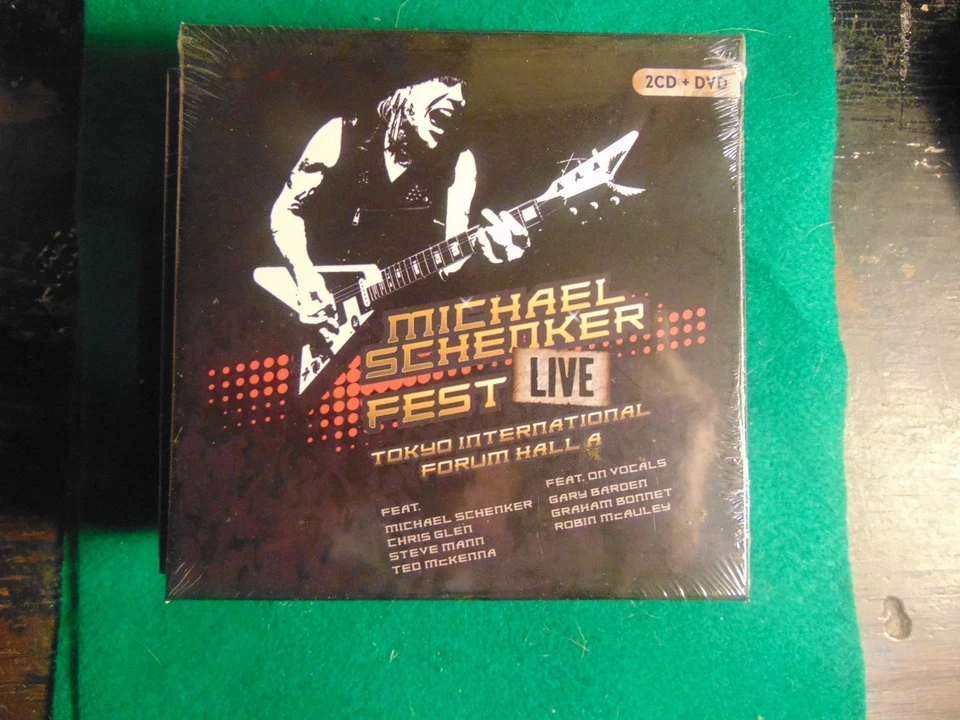 2CD + DVD
MICHAEL
SCHENKER
FEST LIVE
TOKYO INTERNATIONAL
FORUM HALL A
FEAT.
MICHAEL SCHENKER
CHRIS GLEN
STEVE MANN
TED McKENNA
FEAT. ON VOCALS
GARY BARDEN
GRAHAM BONNET
ROBIN McAULEY